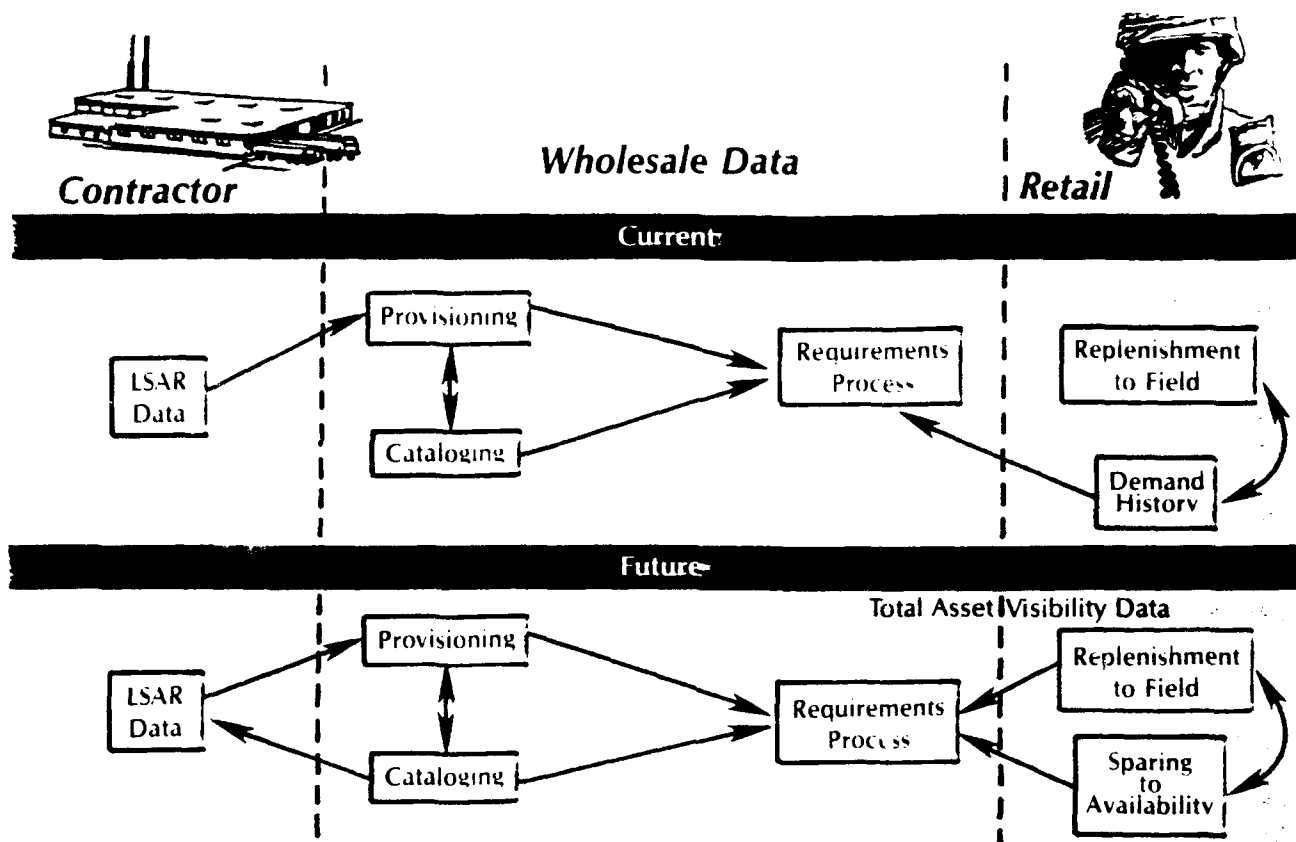 Contractor
Wholesale Data
Retail
Current
LSAR
Data
Provisioning
Cataloging
Requirements
Process
Replenishment
to Field
Demand
History
Future
Total Asset Visibility Data
LSAR
Data
Provisioning
Cataloging
Requirements
Process
Replenishment
to Field
Sparing
to
Availability